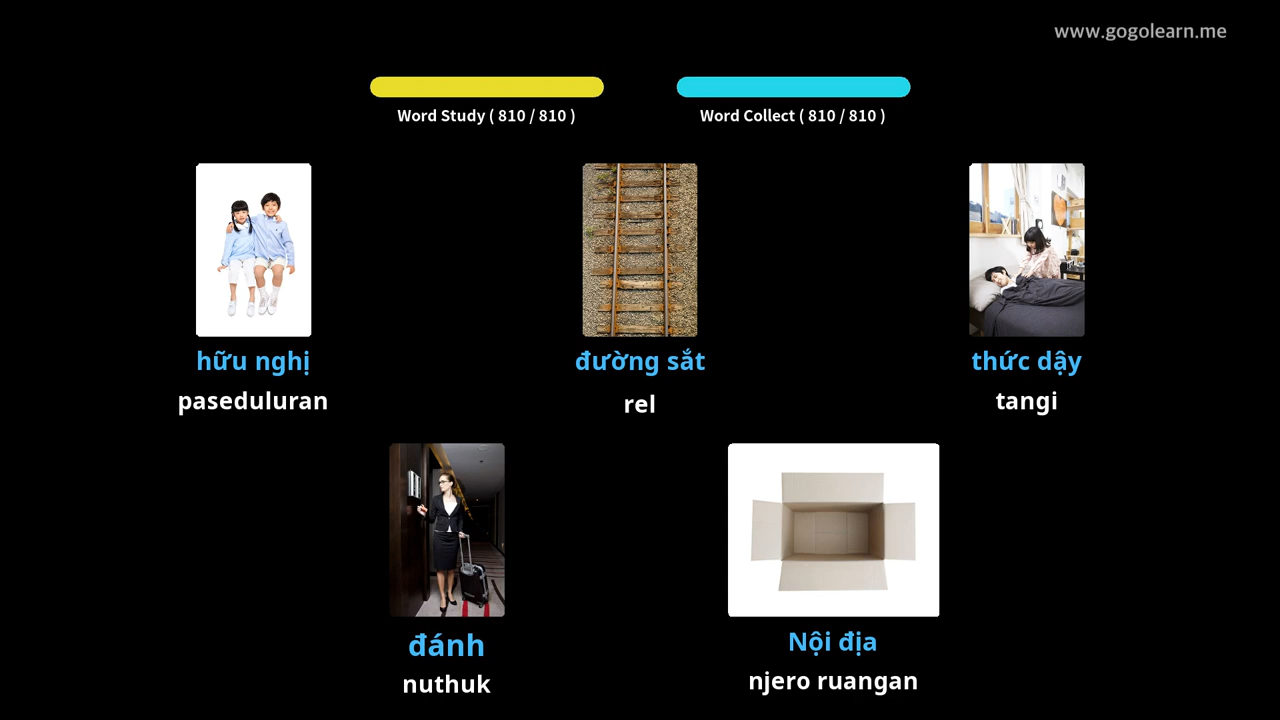 www.gogolearn.me
Word Study ( 810 / 810 )
Word Collect ( 810 / 810 )
hữu nghị
paseduluran
đường sắt
rel
thức dậy
tangi
đánh
nuthuk
Nội địa
njero ruangan